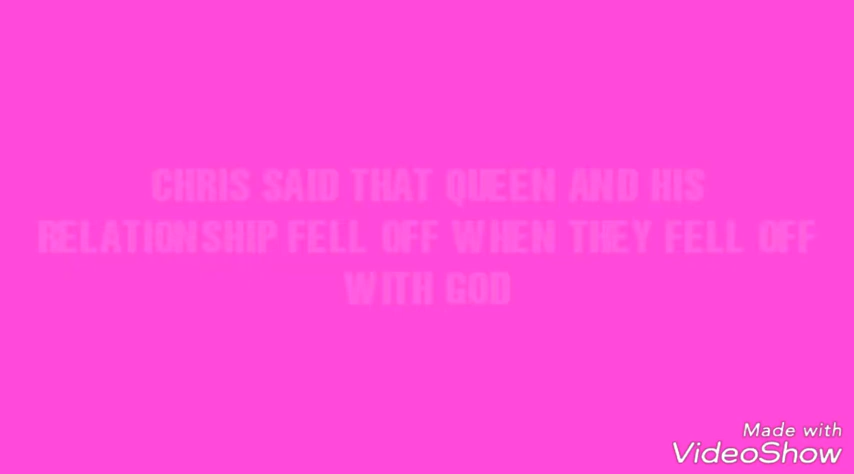 CHRIS SAID THAT QUEEN AND HIS
RELATIONSHIP FELL OFF WHEN THEY FELL OFF
WITH GOD
Made with
VideoShow